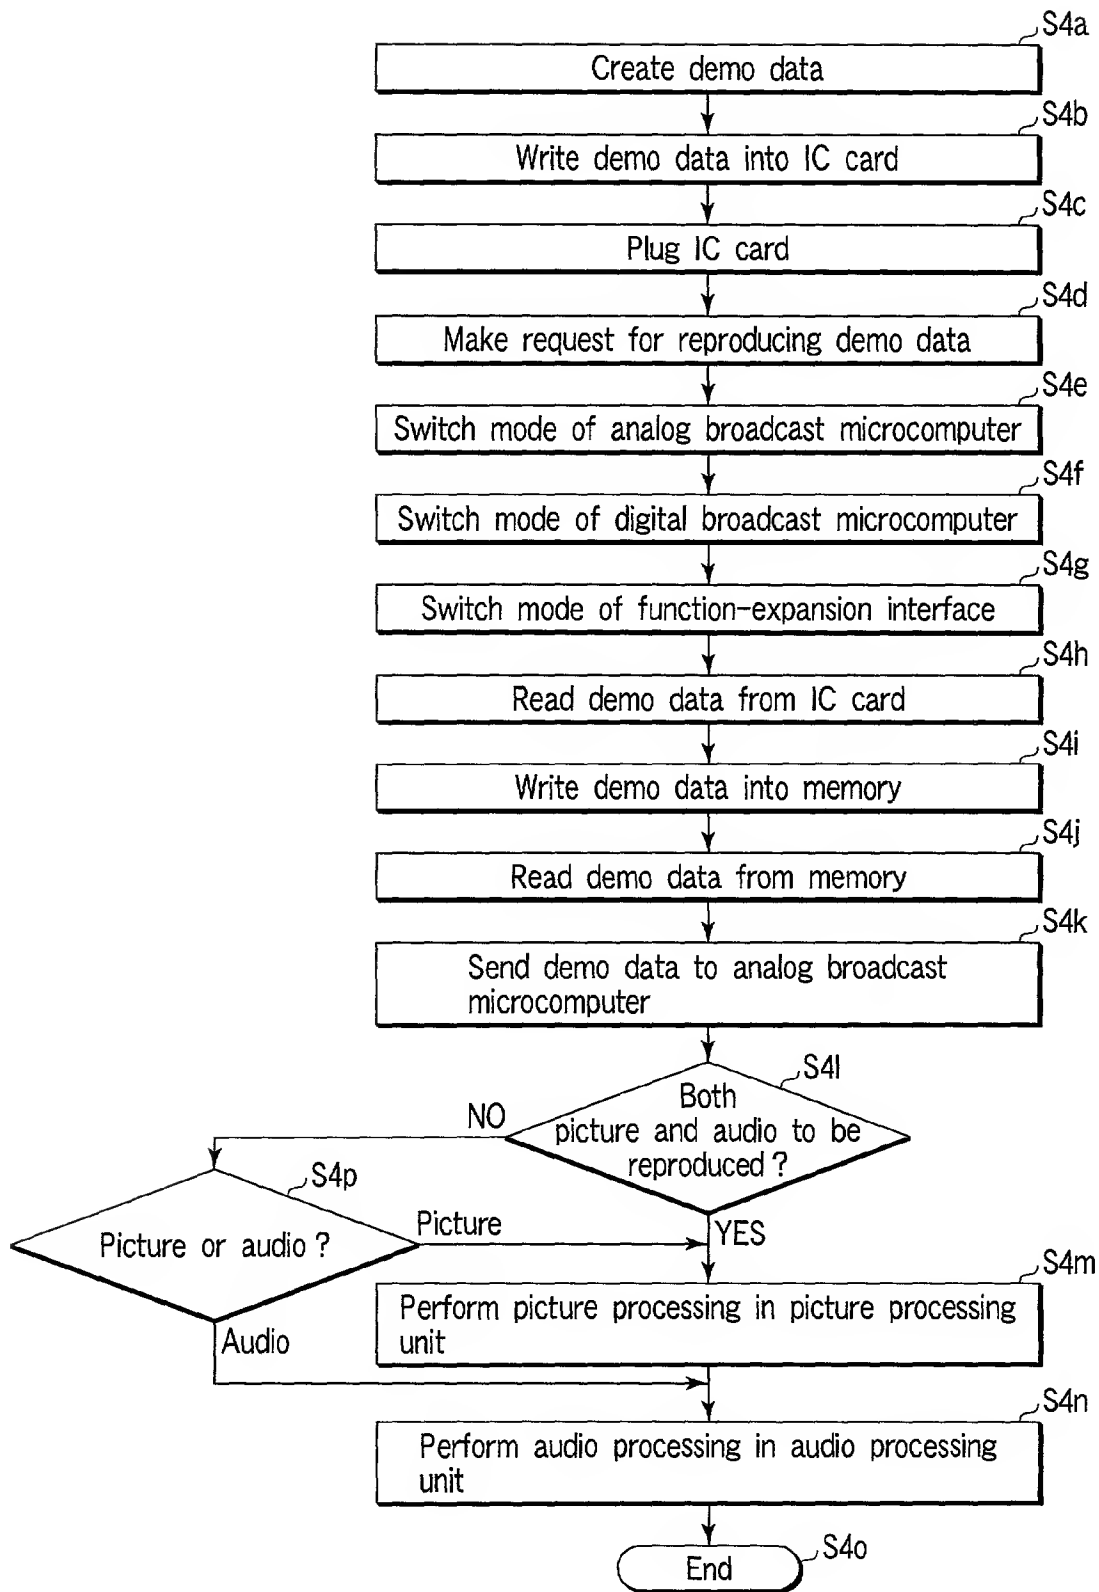 S4a
Create demo data
S4b
Write demo data into IC card
S4c
Plug IC card
S4d
Make request for reproducing demo data
S4e
Switch mode of analog broadcast microcomputer
S4f
Switch mode of digital broadcast microcomputer
S4g
Switch mode of function-expansion interface
S4h
Read demo data from IC card
S4i
Write demo data into memory
S4j
Read demo data from memory
S4k
Send demo data to analog broadcast
microcomputer
S4l
Both
picture and audio to be
reproduced?
NO
YES
S4p
Picture or audio?
Picture
Audio
S4m
Perform picture processing in picture processing
unit
S4n
Perform audio processing in audio processing
unit
S4o
End